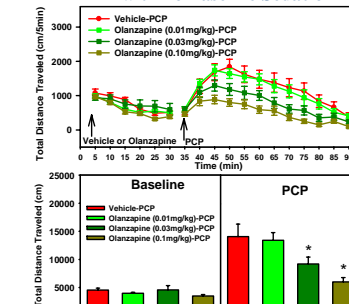 Vehicle-PCP
Olanzapine (0.01mg/kg)-PCP
Olanzapine (0.03mg/kg)-PCP
Olanzapine (0.10mg/kg)-PCP
Total Distance Traveled (cm/5min)
3000
2000
1000
0
Vehicle or Olanzapine
PCP
0 5 10 15 20 25 30 35 40 45 50 55 60 65 70 75 80 85
Time (min)
Baseline
PCP
Vehicle-PCP
Olanzapine (0.01mg/kg)-PCP
Olanzapine (0.03mg/kg)-PCP
Olanzapine (0.1mg/kg)-PCP
Total Distance Traveled (cm)
25000
20000
15000
10000
5000
*
*